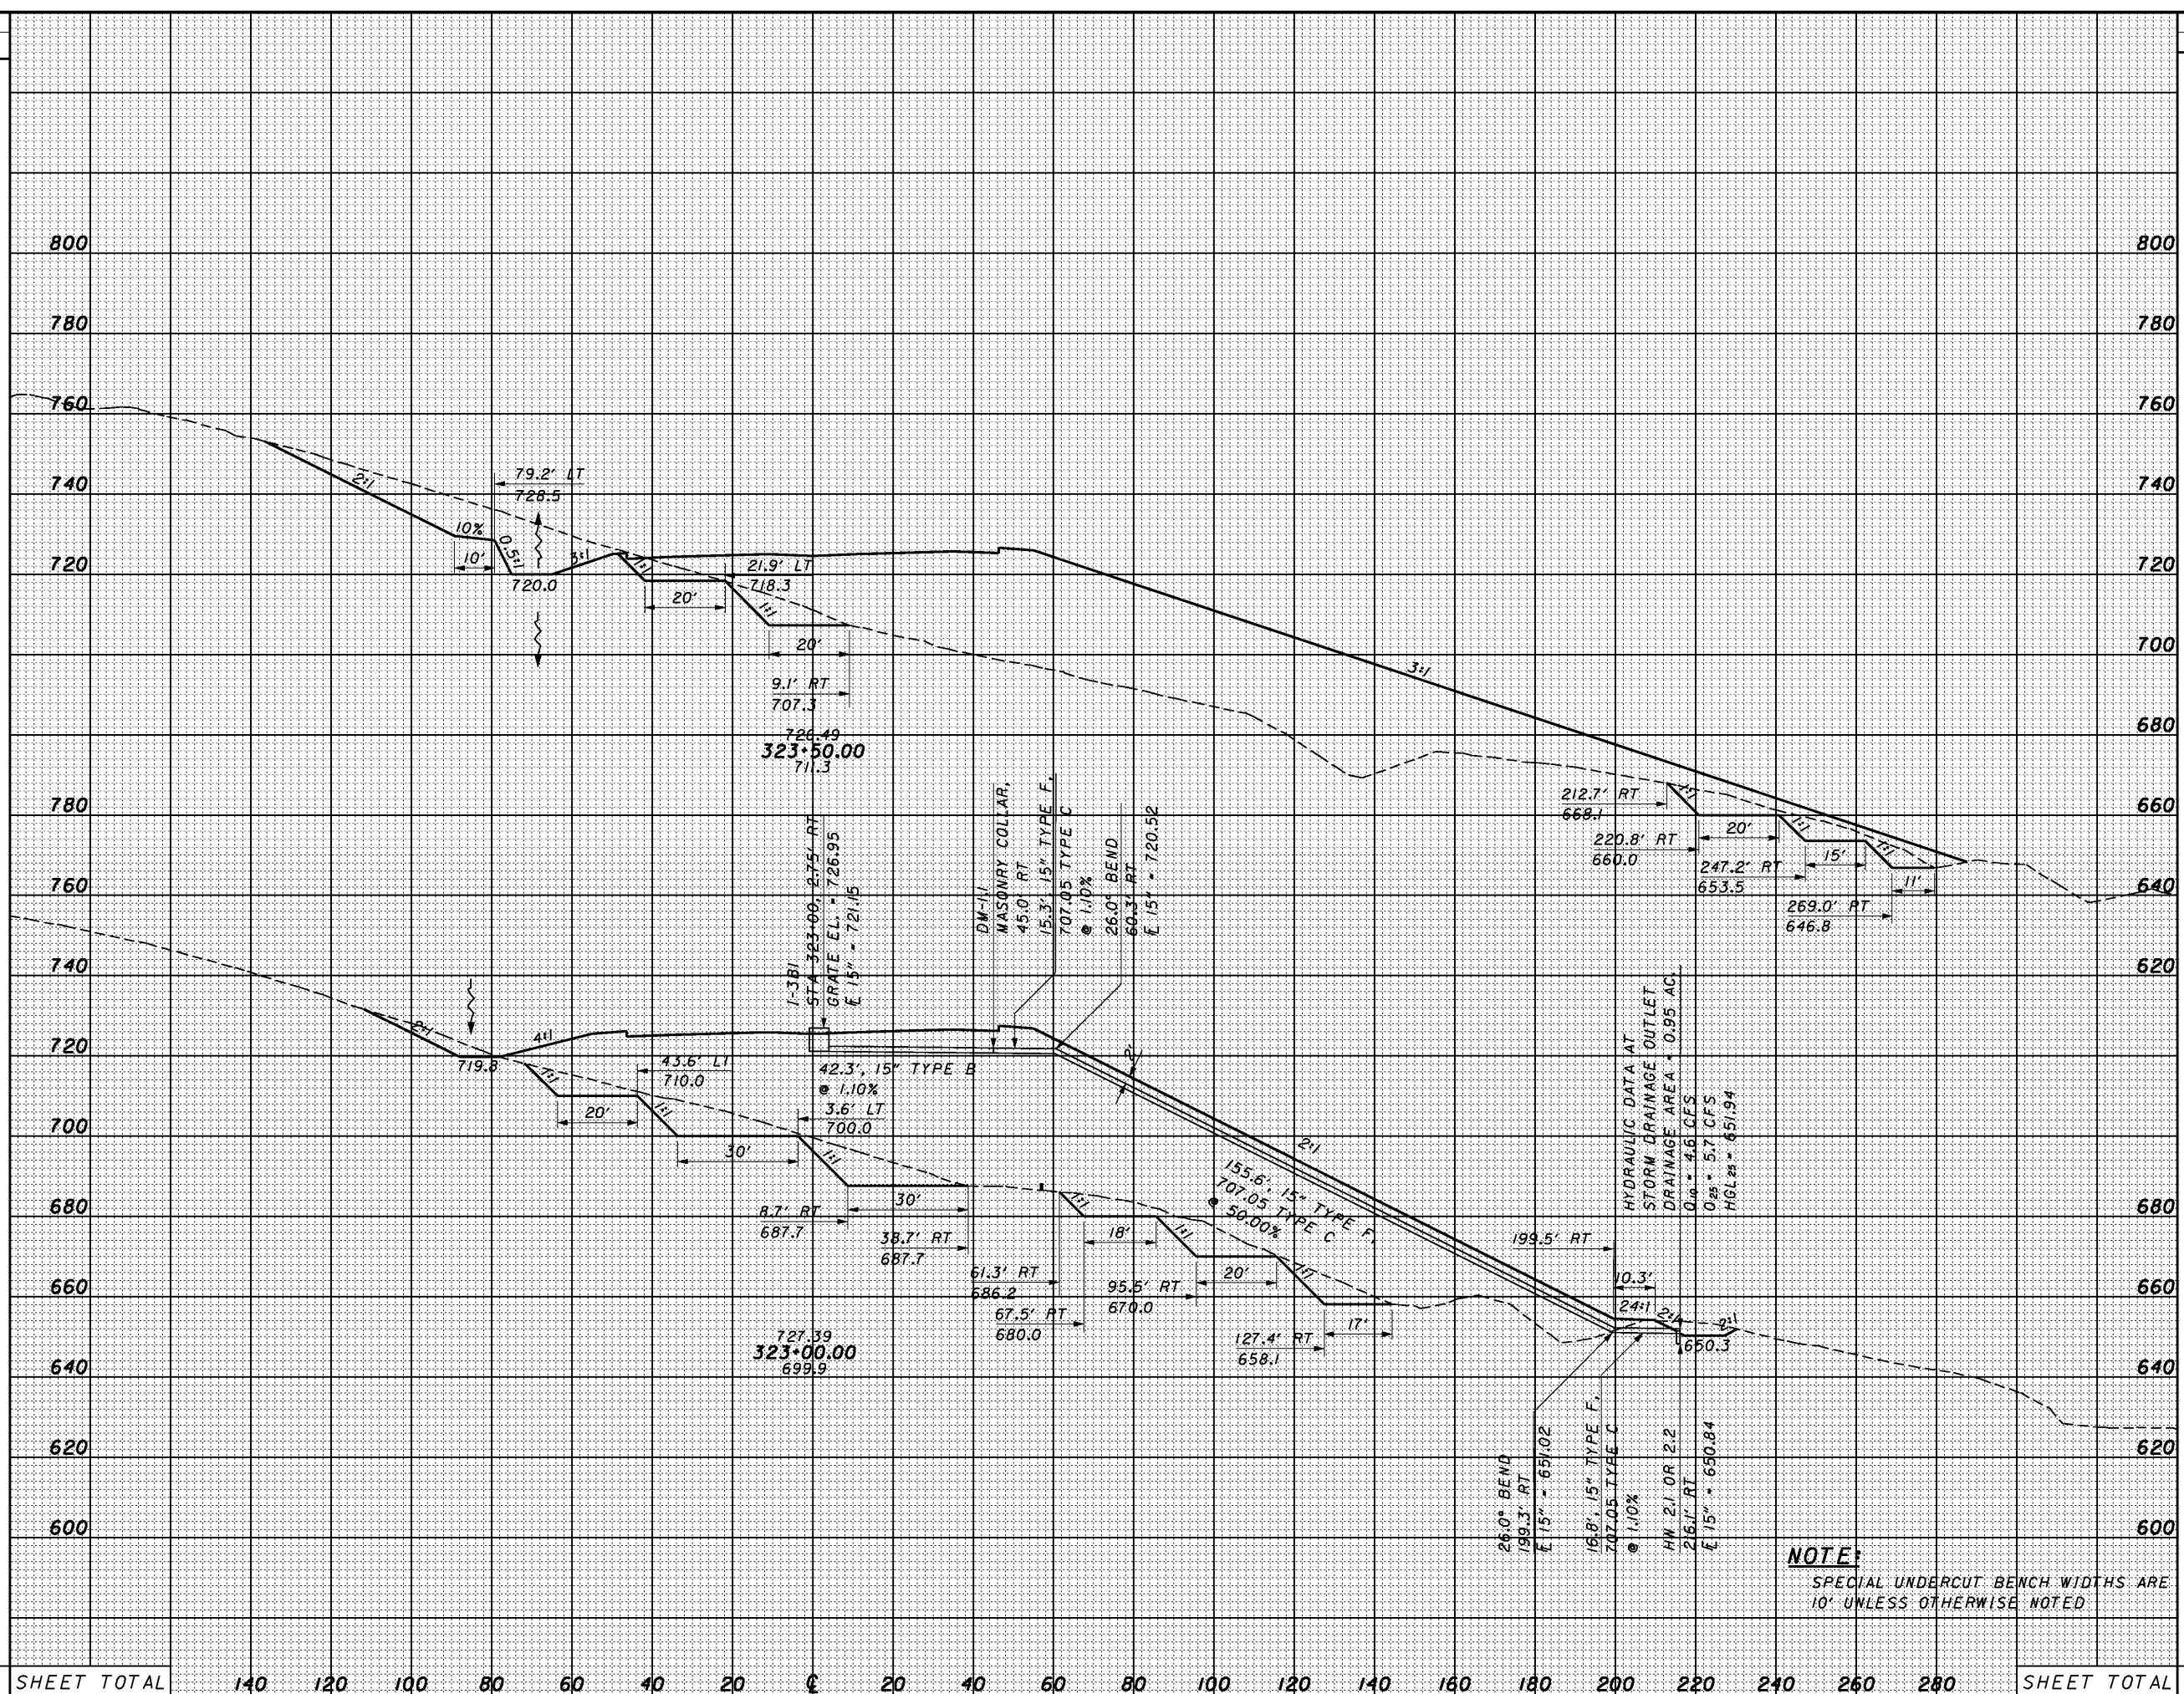 800
800
780
780
760
760
740
740
720
720
700
680
780
660
760
640
740
620
720
700
700
680
680
660
660
640
640
620
620
600
600
2:1
10%
10'
0.5:1
79.2' LT
728.5
720.0
3:1
1:1
20'
21.9' LT
718.3
1:1
20'
9.1' RT
707.3
726.49
323+50.00
711.3
3:1
212.7' RT
668.1
1:1
220.8' RT
660.0
20'
1:1
247.2' RT
653.5
15'
1:1
269.0' RT
646.8
11'
I-3B1
STA 323+00, 2.75' RT
GRATE EL. = 726.95
℄ 15" = 721.15
DM-1.1
MASONRY COLLAR,
45.0' RT
15.3', 15" TYPE F,
707.05 TYPE C
@ 1.10%
26.0° BEND
60.3' RT
℄ 15" = 720.52
2:1
719.8
4:1
1:1
20'
43.6' LT
710.0
1:1
30'
42.3', 15" TYPE B
@ 1.10%
3.6' LT
700.0
1:1
30'
8.7' RT
687.7
38.7' RT
687.7
61.3' RT
686.2
1:1
67.5' RT
680.0
18'
1:1
95.5' RT
670.0
20'
1:1
127.4' RT
658.1
17'
2'
2:1
155.6', 15" TYPE F,
707.05 TYPE C
@ 50.00%
727.39
323+00.00
699.9
HYDRAULIC DATA AT
STORM DRAINAGE OUTLET
DRAINAGE AREA = 0.95 AC.
Q10 = 4.6 CFS
Q25 = 5.7 CFS
HGL25 = 651.94
199.5' RT
10.3'
24:1
2:1
2:1
650.3
26.0° BEND
199.3' RT
℄ 15" = 651.02
16.8', 15" TYPE F,
707.05 TYPE C
@ 1.10%
HW 2.1 OR 2.2
216.1' RT
℄ 15" = 650.84
NOTE:
SPECIAL UNDERCUT BENCH WIDTHS ARE
10' UNLESS OTHERWISE NOTED
SHEET TOTAL 140 120 100 80 60 40 20 ℄ 20 40 60 80 100 120 140 160 180 200 220 240 260 280 SHEET TOTAL